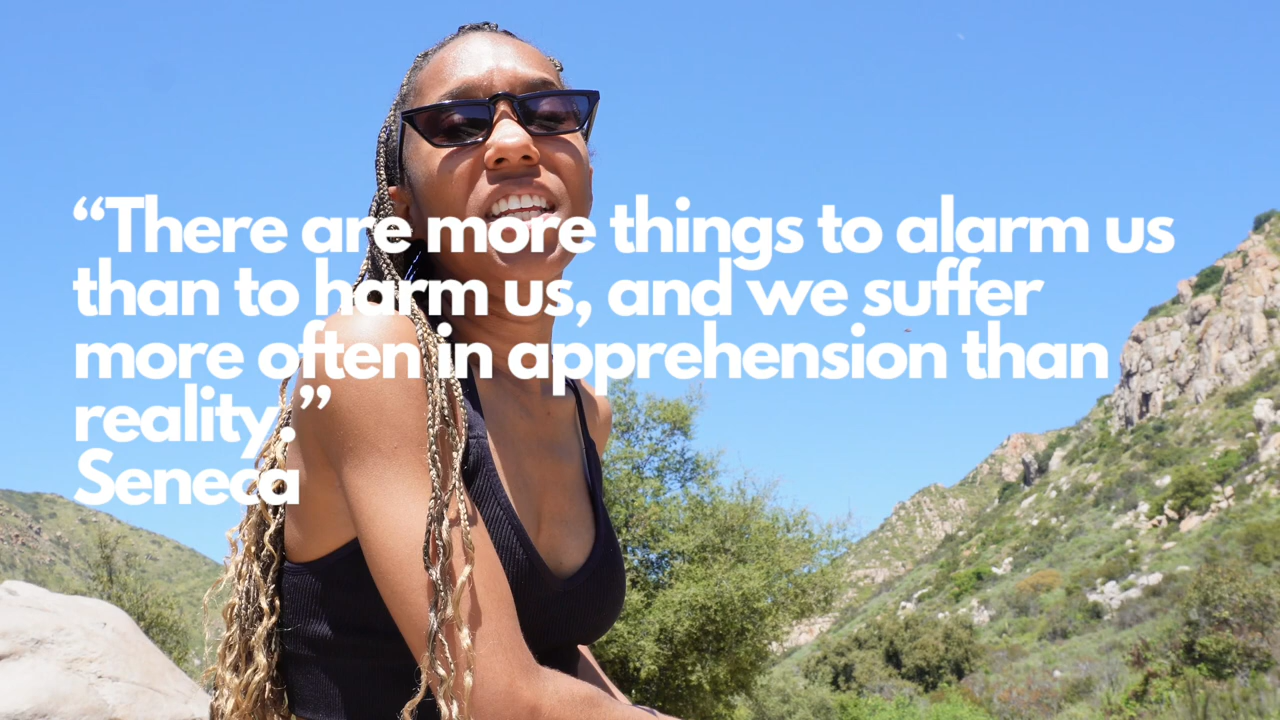 “There are more things to alarm us
than to harm us, and we suffer
more often in apprehension than
reality.”
Seneca